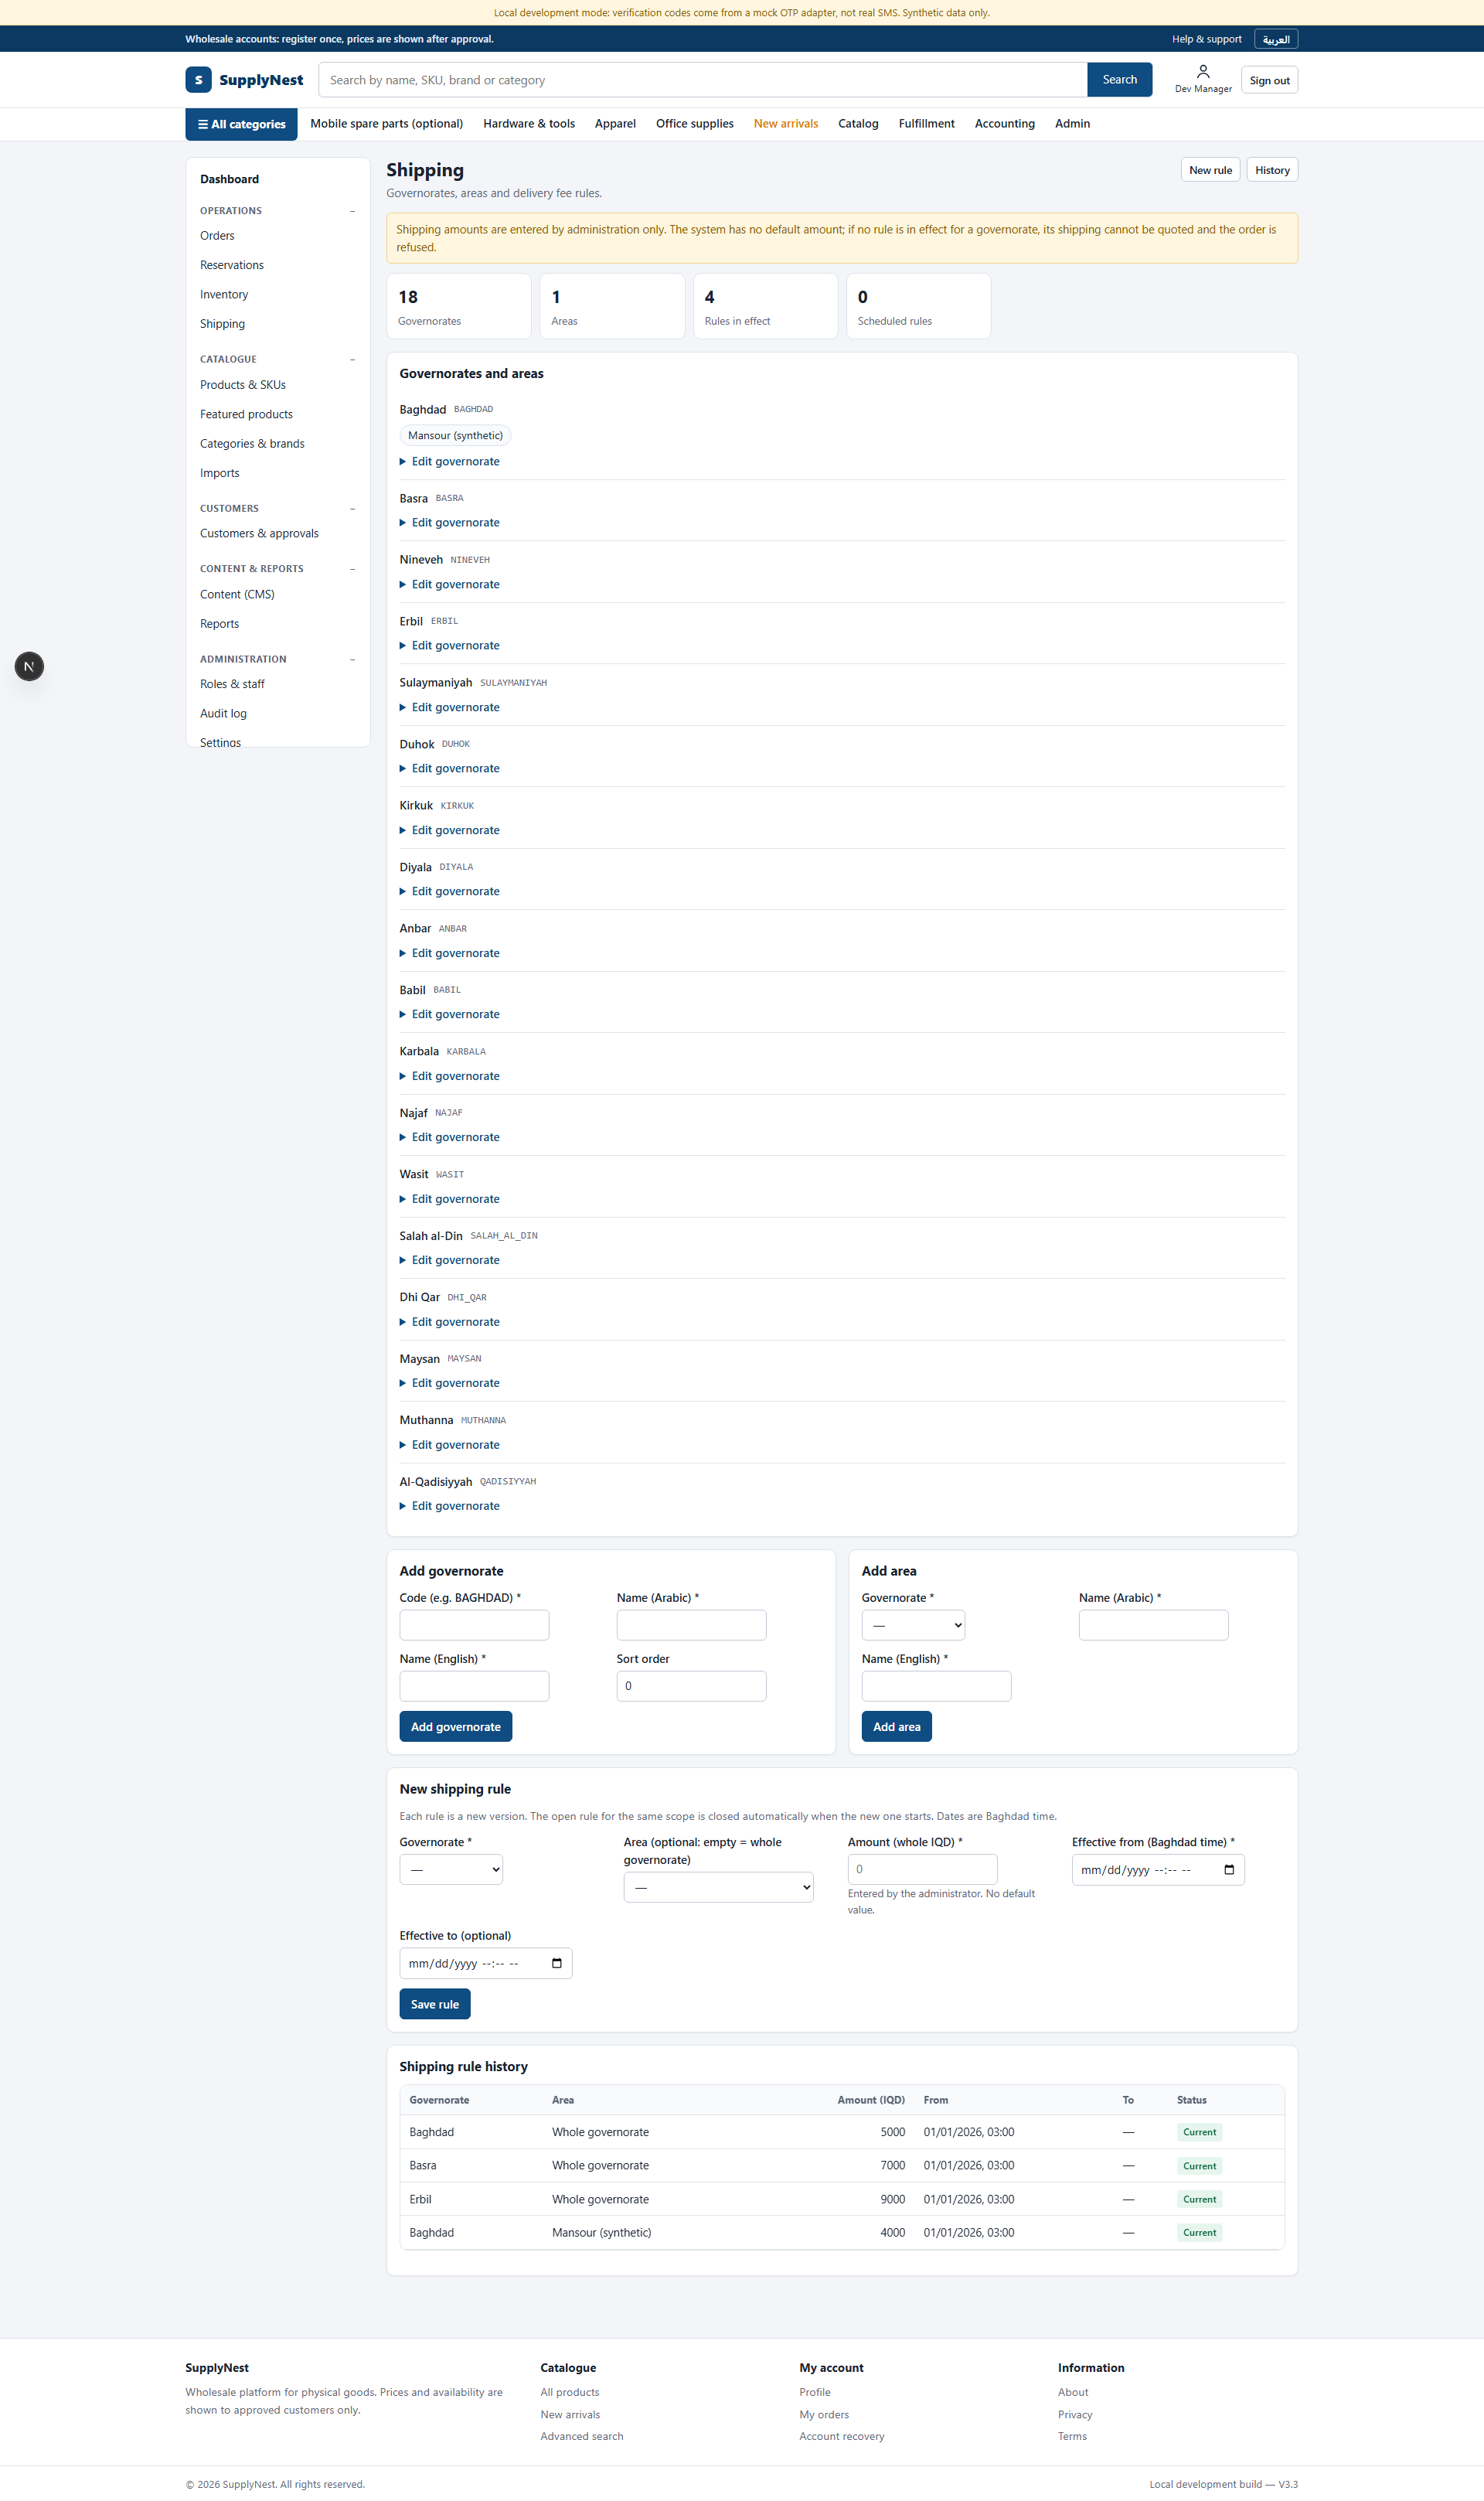 Local development mode: verification codes come from a mock OTP adapter, not real SMS. Synthetic data only.
Wholesale accounts: register once, prices are shown after approval.
Help & support
العربية
S SupplyNest
Search by name, SKU, brand or category
Search
Dev Manager
Sign out
☰ All categories
Mobile spare parts (optional)
Hardware & tools
Apparel
Office supplies
New arrivals
Catalog
Fulfillment
Accounting
Admin
Dashboard
OPERATIONS –
Orders
Reservations
Inventory
Shipping
CATALOGUE –
Products & SKUs
Featured products
Categories & brands
Imports
CUSTOMERS –
Customers & approvals
CONTENT & REPORTS –
Content (CMS)
Reports
ADMINISTRATION –
Roles & staff
Audit log
Settings
N
Shipping
New rule
History
Governorates, areas and delivery fee rules.
Shipping amounts are entered by administration only. The system has no default amount; if no rule is in effect for a governorate, its shipping cannot be quoted and the order is
refused.
18
Governorates
1
Areas
4
Rules in effect
0
Scheduled rules
Governorates and areas
Baghdad BAGHDAD
Mansour (synthetic)
▶ Edit governorate
Basra BASRA
▶ Edit governorate
Nineveh NINEVEH
▶ Edit governorate
Erbil ERBIL
▶ Edit governorate
Sulaymaniyah SULAYMANIYAH
▶ Edit governorate
Duhok DUHOK
▶ Edit governorate
Kirkuk KIRKUK
▶ Edit governorate
Diyala DIYALA
▶ Edit governorate
Anbar ANBAR
▶ Edit governorate
Babil BABIL
▶ Edit governorate
Karbala KARBALA
▶ Edit governorate
Najaf NAJAF
▶ Edit governorate
Wasit WASIT
▶ Edit governorate
Salah al-Din SALAH_AL_DIN
▶ Edit governorate
Dhi Qar DHI_QAR
▶ Edit governorate
Maysan MAYSAN
▶ Edit governorate
Muthanna MUTHANNA
▶ Edit governorate
Al-Qadisiyyah QADISIYYAH
▶ Edit governorate
Add governorate
Code (e.g. BAGHDAD) *
Name (Arabic) *
Name (English) *
Sort order
0
Add governorate
Add area
Governorate *
—
Name (Arabic) *
Name (English) *
Add area
New shipping rule
Each rule is a new version. The open rule for the same scope is closed automatically when the new one starts. Dates are Baghdad time.
Governorate *
—
Area (optional: empty = whole
governorate)
—
Amount (whole IQD) *
0
Entered by the administrator. No default
value.
Effective from (Baghdad time) *
mm/dd/yyyy --:-- --
Effective to (optional)
mm/dd/yyyy --:-- --
Save rule
Shipping rule history
Governorate Area Amount (IQD) From To Status
Baghdad Whole governorate 5000 01/01/2026, 03:00 — Current
Basra Whole governorate 7000 01/01/2026, 03:00 — Current
Erbil Whole governorate 9000 01/01/2026, 03:00 — Current
Baghdad Mansour (synthetic) 4000 01/01/2026, 03:00 — Current
SupplyNest
Wholesale platform for physical goods. Prices and availability are
shown to approved customers only.
Catalogue
All products
New arrivals
Advanced search
My account
Profile
My orders
Account recovery
Information
About
Privacy
Terms
© 2026 SupplyNest. All rights reserved.
Local development build — V3.3